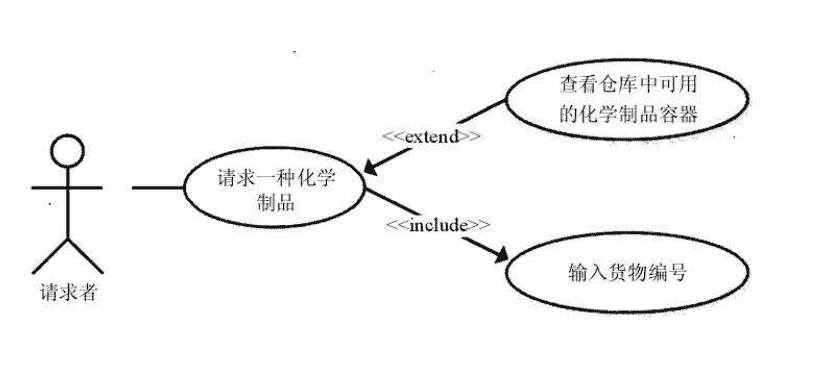 查看仓库中可用
的化学制品容器
<<extend>>
请求一种化学
制品
<<include>>
输入货物编号
请求者